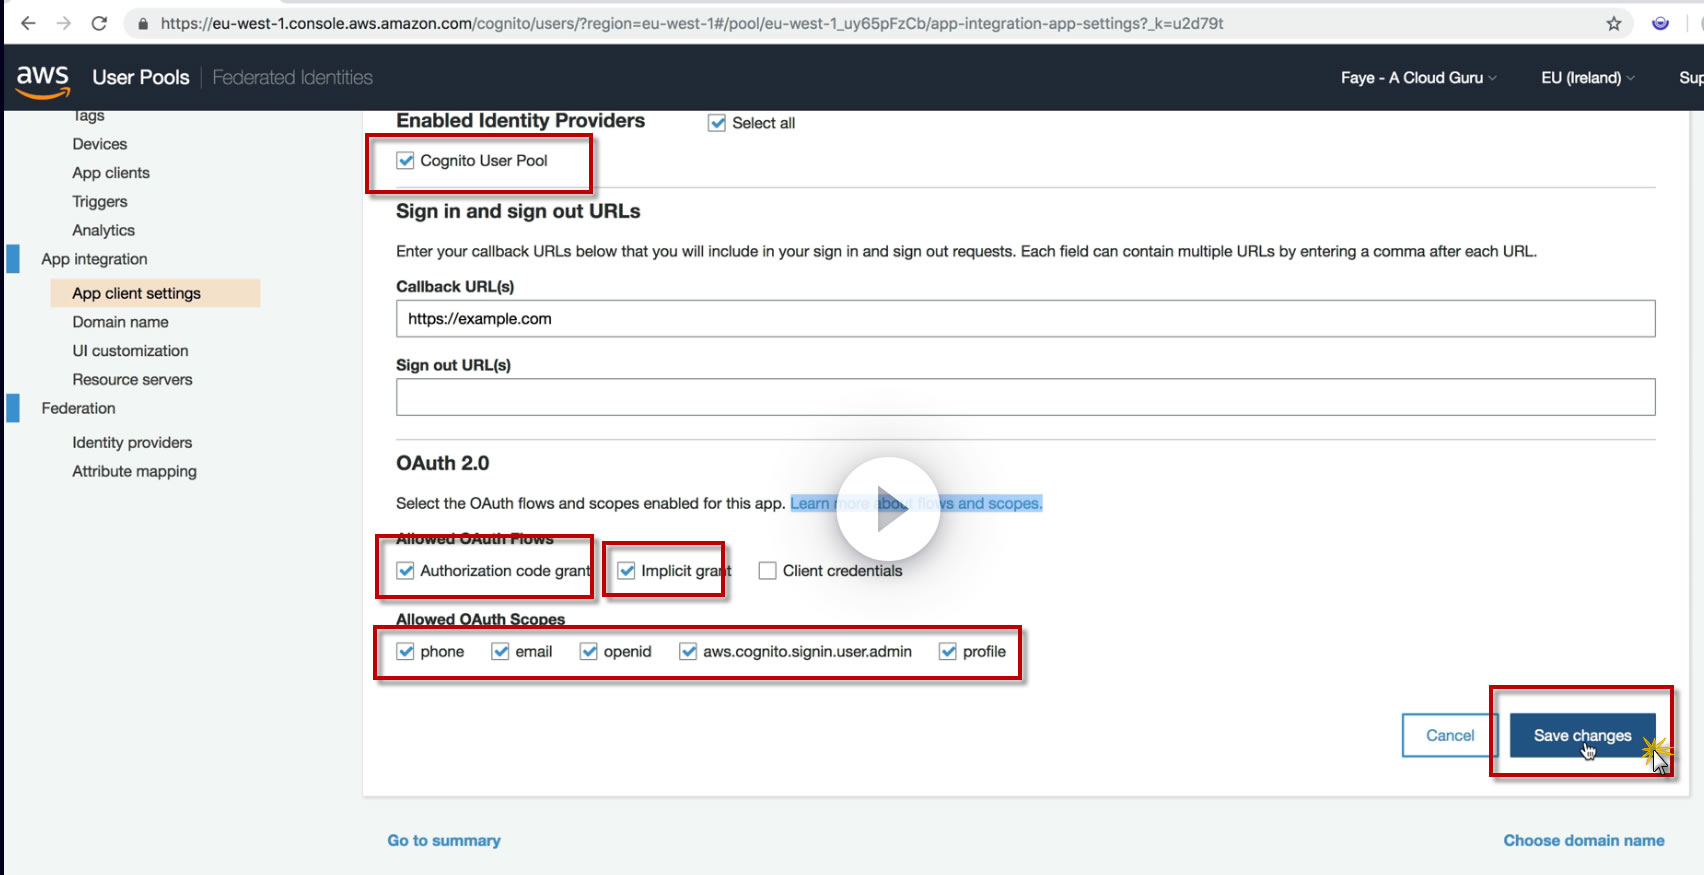 https://eu-west-1.console.aws.amazon.com/cognito/users/?region=eu-west-1#/pool/eu-west-1_uy65pFzCb/app-integration-app-settings?_k=u2d79t
aws User Pools Federated Identities Faye - A Cloud Guru EU (Ireland) Sup
Tags
Devices
App clients
Triggers
Analytics
App integration
App client settings
Domain name
UI customization
Resource servers
Federation
Identity providers
Attribute mapping
Enabled Identity Providers Select all
Cognito User Pool
Sign in and sign out URLs
Enter your callback URLs below that you will include in your sign in and sign out requests. Each field can contain multiple URLs by entering a comma after each URL.
Callback URL(s)
https://example.com
Sign out URL(s)
OAuth 2.0
Select the OAuth flows and scopes enabled for this app. Learn more about flows and scopes.
Allowed OAuth Flows
Authorization code grant Implicit grant Client credentials
Allowed OAuth Scopes
phone email openid aws.cognito.signin.user.admin profile
Cancel Save changes
Go to summary Choose domain name